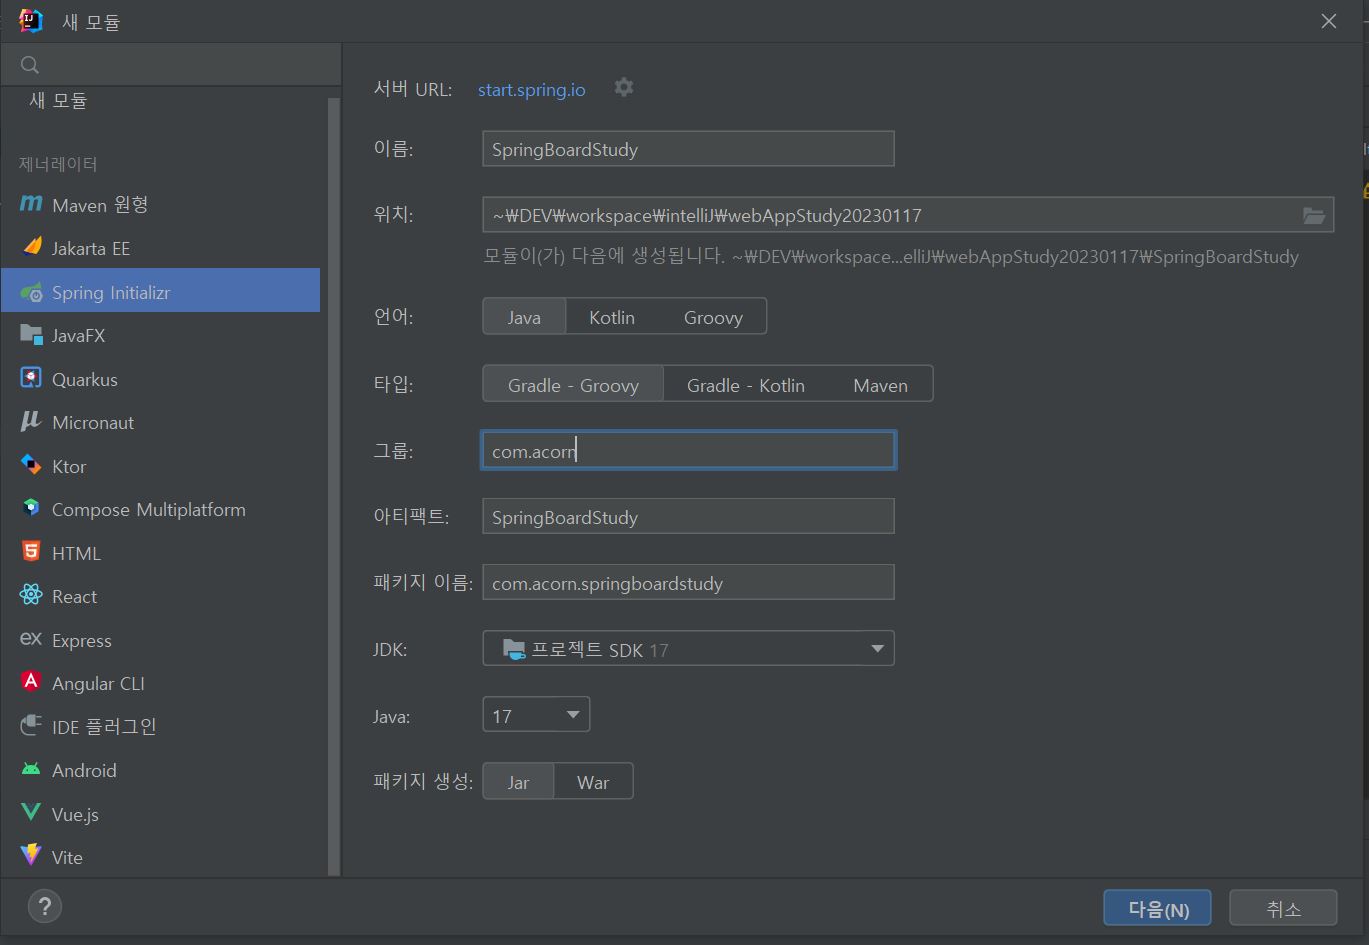 새 모듈
새 모듈
제너레이터
Maven 원형
Jakarta EE
Spring Initializr
JavaFX
Quarkus
Micronaut
Ktor
Compose Multiplatform
HTML
React
Express
Angular CLI
IDE 플러그인
Android
Vue.js
Vite
서버 URL: start.spring.io
이름: SpringBoardStudy
위치: ~₩DEV₩workspace₩intelliJ₩webAppStudy20230117
모듈이(가) 다음에 생성됩니다. ~₩DEV₩workspace...elliJ₩webAppStudy20230117₩SpringBoardStudy
언어: Java Kotlin Groovy
타입: Gradle - Groovy Gradle - Kotlin Maven
그룹: com.acorn
아티팩트: SpringBoardStudy
패키지 이름: com.acorn.springboardstudy
JDK: 프로젝트 SDK 17
Java: 17
패키지 생성: Jar War
? 다음(N) 취소